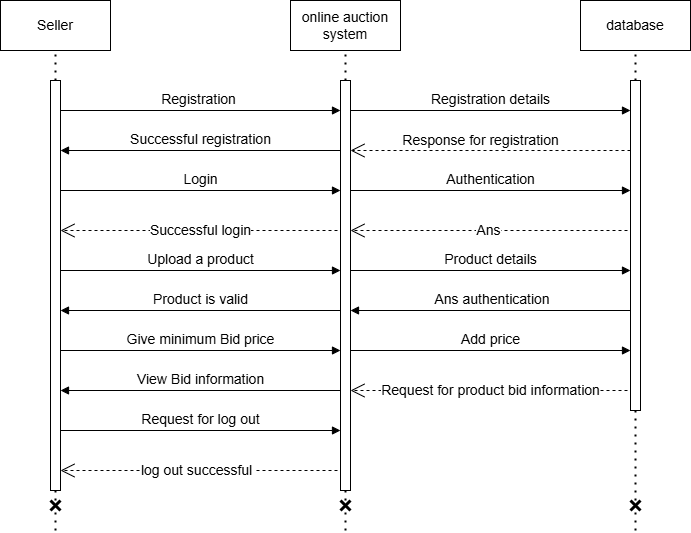 Seller
online auction
system
database
Registration
Registration details
Successful registration
Response for registration
Login
Authentication
Successful login
Ans
Upload a product
Product details
Product is valid
Ans authentication
Give minimum Bid price
Add price
View Bid information
Request for product bid information
Request for log out
log out successful